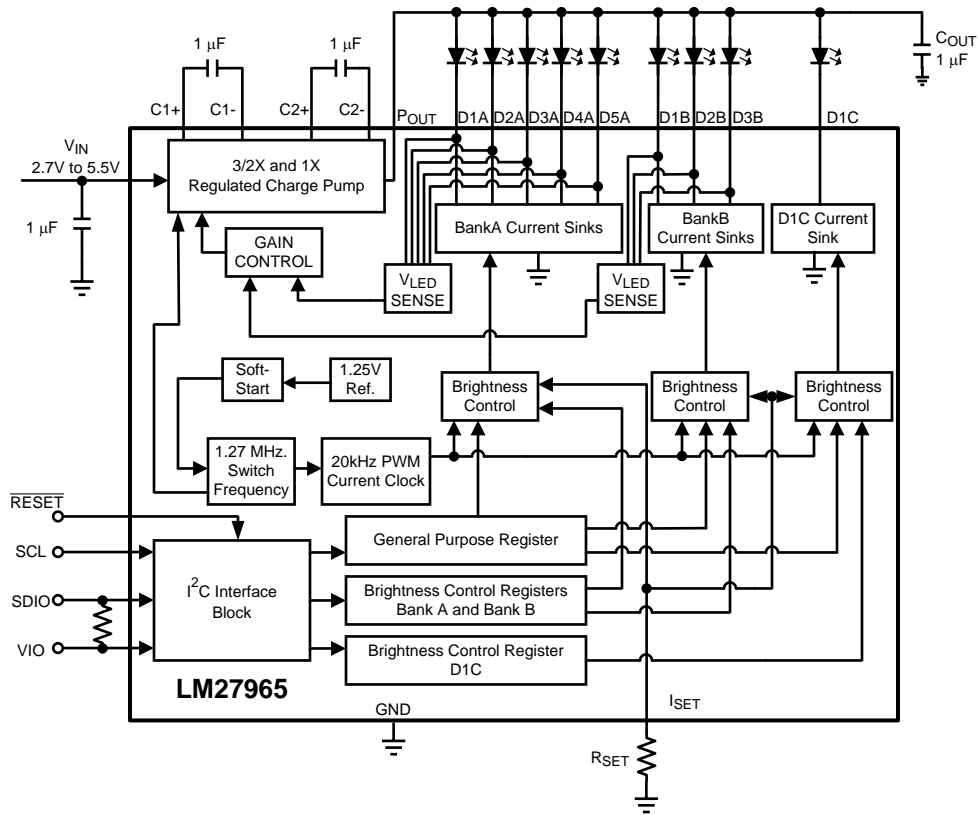 1 μF
1 μF
COUT
1 μF
C1+
C1-
C2+
C2-
POUT
D1A
D2A
D3A
D4A
D5A
D1B
D2B
D3B
D1C
VIN
2.7V to 5.5V
3/2X and 1X
Regulated Charge Pump
1 μF
GAIN
CONTROL
VLED
SENSE
BankA Current Sinks
VLED
SENSE
BankB
Current Sinks
D1C Current
Sink
Soft-
Start
1.25V
Ref.
Brightness
Control
Brightness
Control
Brightness
Control
1.27 MHz.
Switch
Frequency
20kHz PWM
Current Clock
RESET
SCL
SDIO
VIO
I2C Interface
Block
General Purpose Register
Brightness Control Registers
Bank A and Bank B
Brightness Control Register
D1C
LM27965
GND
ISET
RSET